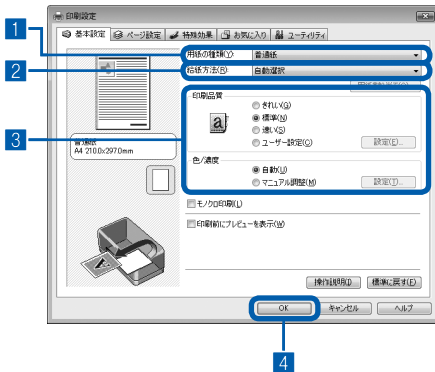 印刷設定
基本設定 ページ設定 特殊効果 お気に入り ユーティリティ
1
用紙の種類(Y): 普通紙
2
給紙方法(R): 自動選択
印刷品質
きれい(G)
標準(N)
速い(S)
ユーザー設定(C) 設定(E)...
3
普通紙
A4 210.0x297.0mm
色/濃度
自動(U)
マニュアル調整(M) 設定(T)...
モノクロ印刷(L)
印刷前にプレビューを表示(W)
操作説明(I) 標準に戻す(F)
OK キャンセル ヘルプ
4